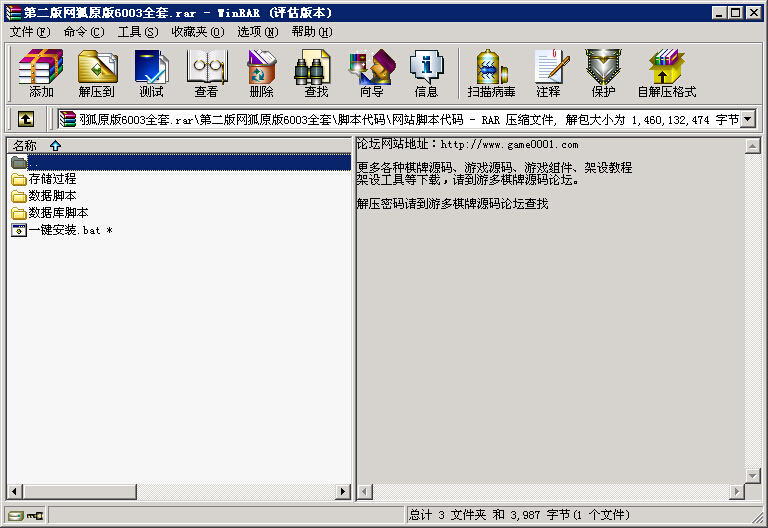 第二版网狐原版6003全套.rar - WinRAR (评估版本)
文件(F) 命令(C) 工具(S) 收藏夹(O) 选项(N) 帮助(H)
添加 解压到 测试 查看 删除 查找 向导 信息 扫描病毒 注释 保护 自解压格式
狐原版6003全套.rar\第二版网狐原版6003全套\脚本代码\网站脚本代码 - RAR 压缩文件, 解包大小为 1,460,132,474 字节
名称
..
存储过程
数据脚本
数据库脚本
一键安装.bat *
论坛网站地址：http://www.game0001.com
更多各种棋牌源码、游戏源码、游戏组件、架设教程
架设工具等下载，请到游多棋牌源码论坛。
解压密码请到游多棋牌源码论坛查找
总计 3 文件夹 和 3,987 字节(1 个文件)